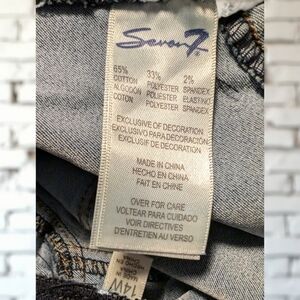 Seven7
65% 33% 2%
COTTON POLYESTER SPANDEX
ALGODON POLIESTER ELASTANO
COTON POLYESTER SPANDEX
EXCLUSIVE OF DECORATION
EXCLUSIVO PARA DECORACIÓN
EXCLUSIF DE DECORATION
MADE IN CHINA
HECHO EN CHINA
FAIT EN CHINE
OVER FOR CARE
VOLTEAR PARA CUIDADO
VOIR DIRECTIVES
D'ENTRETIEN AU VERSO
14W